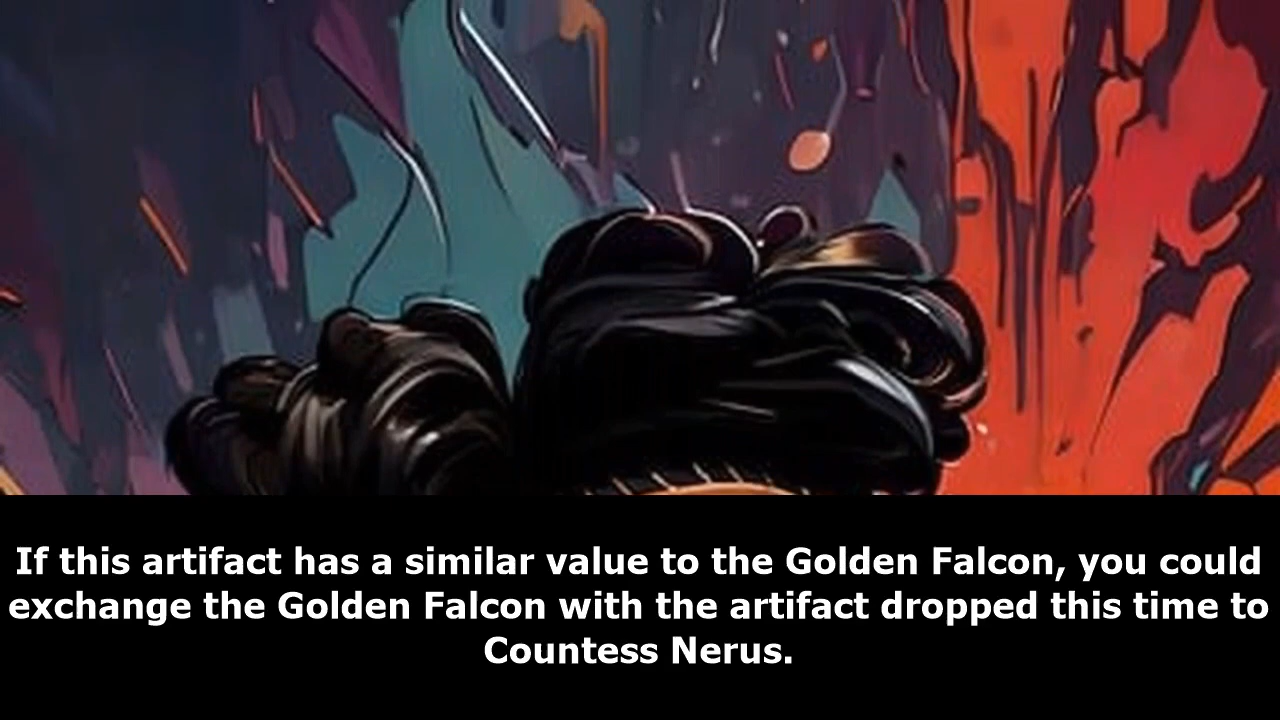 If this artifact has a similar value to the Golden Falcon, you could
exchange the Golden Falcon with the artifact dropped this time to
Countess Nerus.